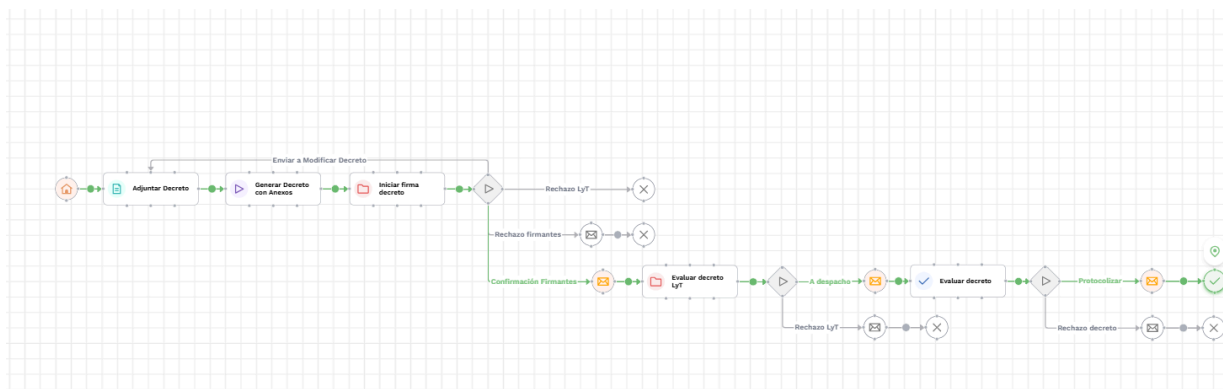 Enviar a Modificar Decreto
Adjuntar Decreto
Generar Decreto
con Anexos
Iniciar firma
decreto
Rechazo LyT
Rechazo firmantes
Confirmación Firmantes
Evaluar decreto
LyT
A despacho
Evaluar decreto
Protocolizar
Rechazo LyT
Rechazo decreto